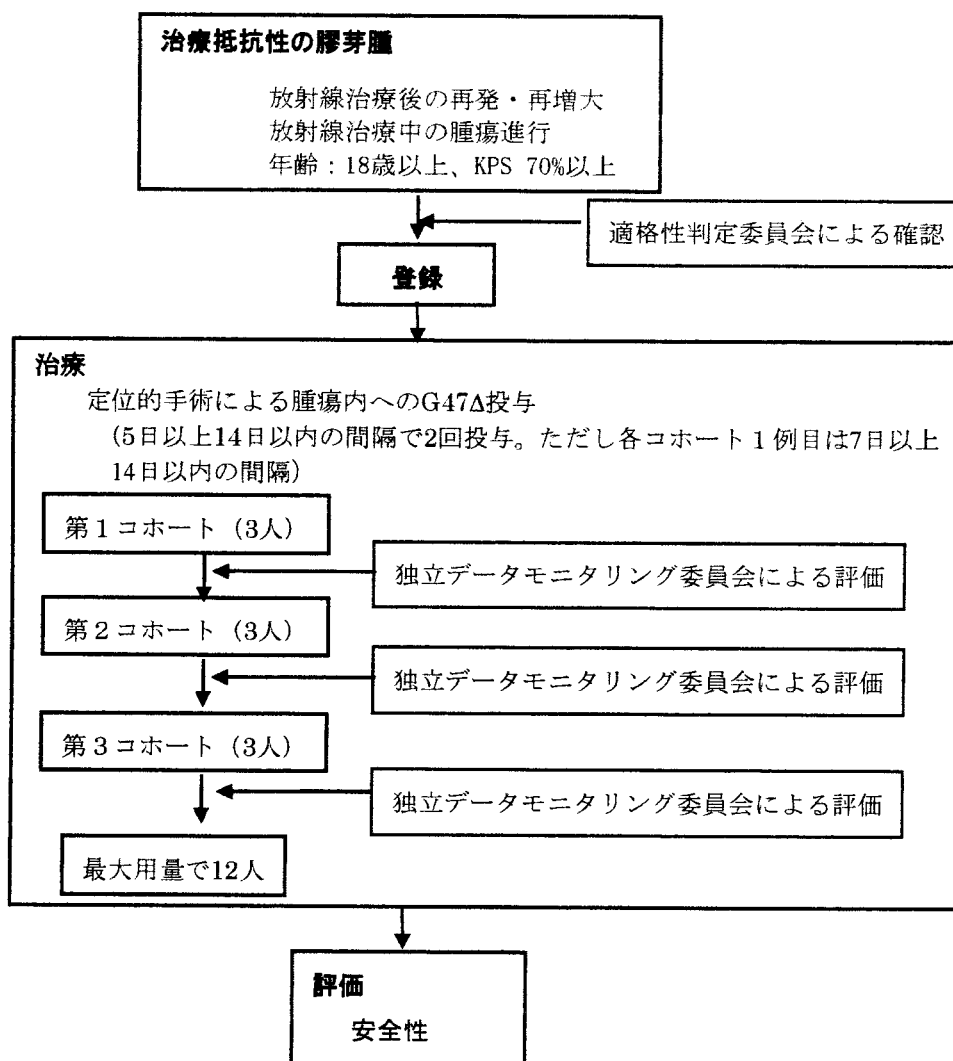 治療抵抗性の膠芽腫
放射線治療後の再発・再増大
放射線治療中の腫瘍進行
年齢：18歳以上、KPS 70%以上
適格性判定委員会による確認
登録
治療
定位的手術による腫瘍内へのG47Δ投与
(5日以上14日以内の間隔で2回投与。ただし各コホート1例目は7日以上
14日以内の間隔)
第1コホート (3人)
独立データモニタリング委員会による評価
第2コホート (3人)
独立データモニタリング委員会による評価
第3コホート (3人)
独立データモニタリング委員会による評価
最大用量で12人
評価
安全性